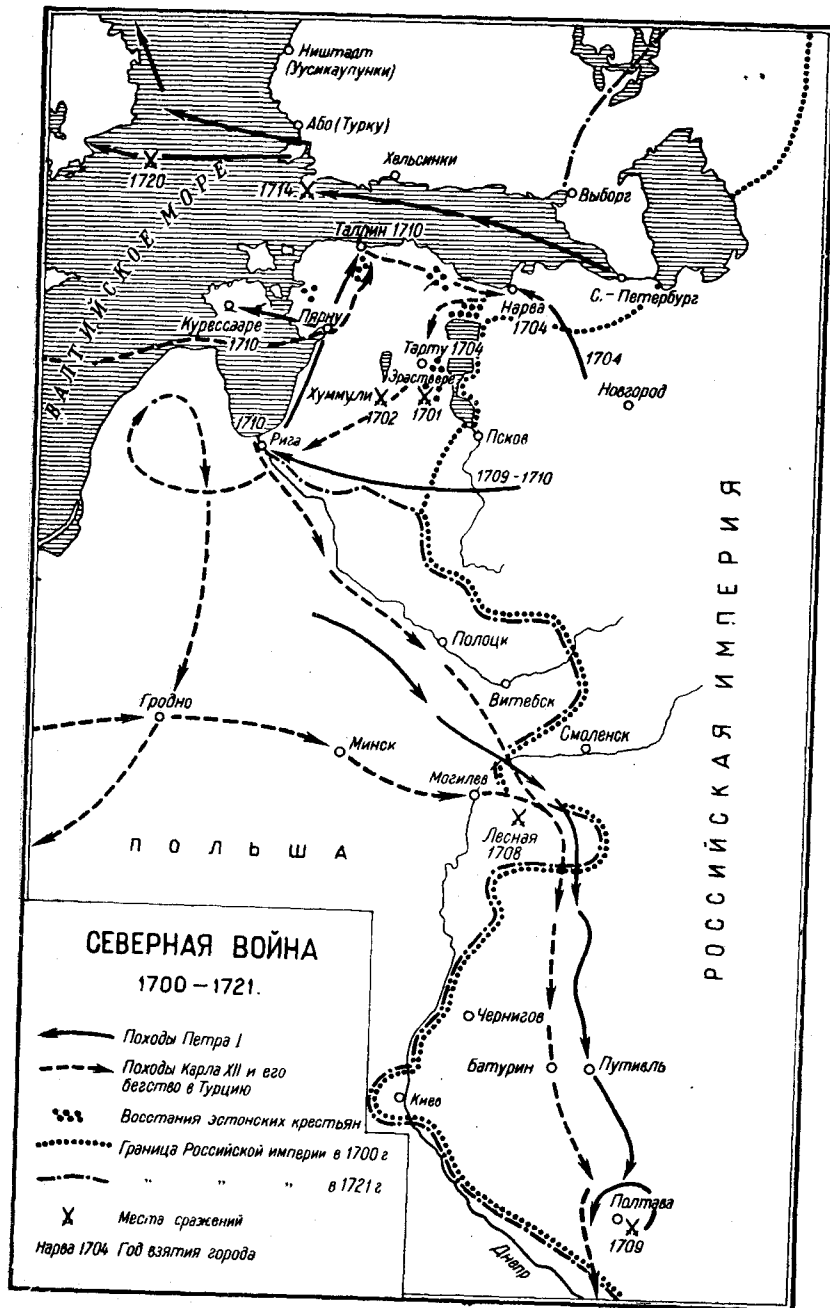 Ништадт
(Уусикаупунки)
Або (Турку)
Хельсинки
1720
1714
Выборг
БАЛТИЙСКОЕ МОРЕ
Таллин 1710
С.-Петербург
Нарва
1704
Курессааре
1710
Пярну
1704
Тарту 1704
Эраствере
Новгород
Хуммули
1702
1701
1710
Рига
Псков
1709-1710
РОССИЙСКАЯ ИМПЕРИЯ
Полоцк
Витебск
Гродно
Смоленск
Минск
Могилев
Лесная
1708
ПОЛЬША
СЕВЕРНАЯ ВОЙНА
1700-1721.
Походы Петра I
Походы Карла XII и его
бегство в Турцию
Восстания эстонских крестьян
Граница Российской империи в 1700 г
" " " в 1721 г
Места сражений
Нарва 1704 Год взятия города
Чернигов
Батурин
Путивль
Киев
Полтава
1709
Днепр